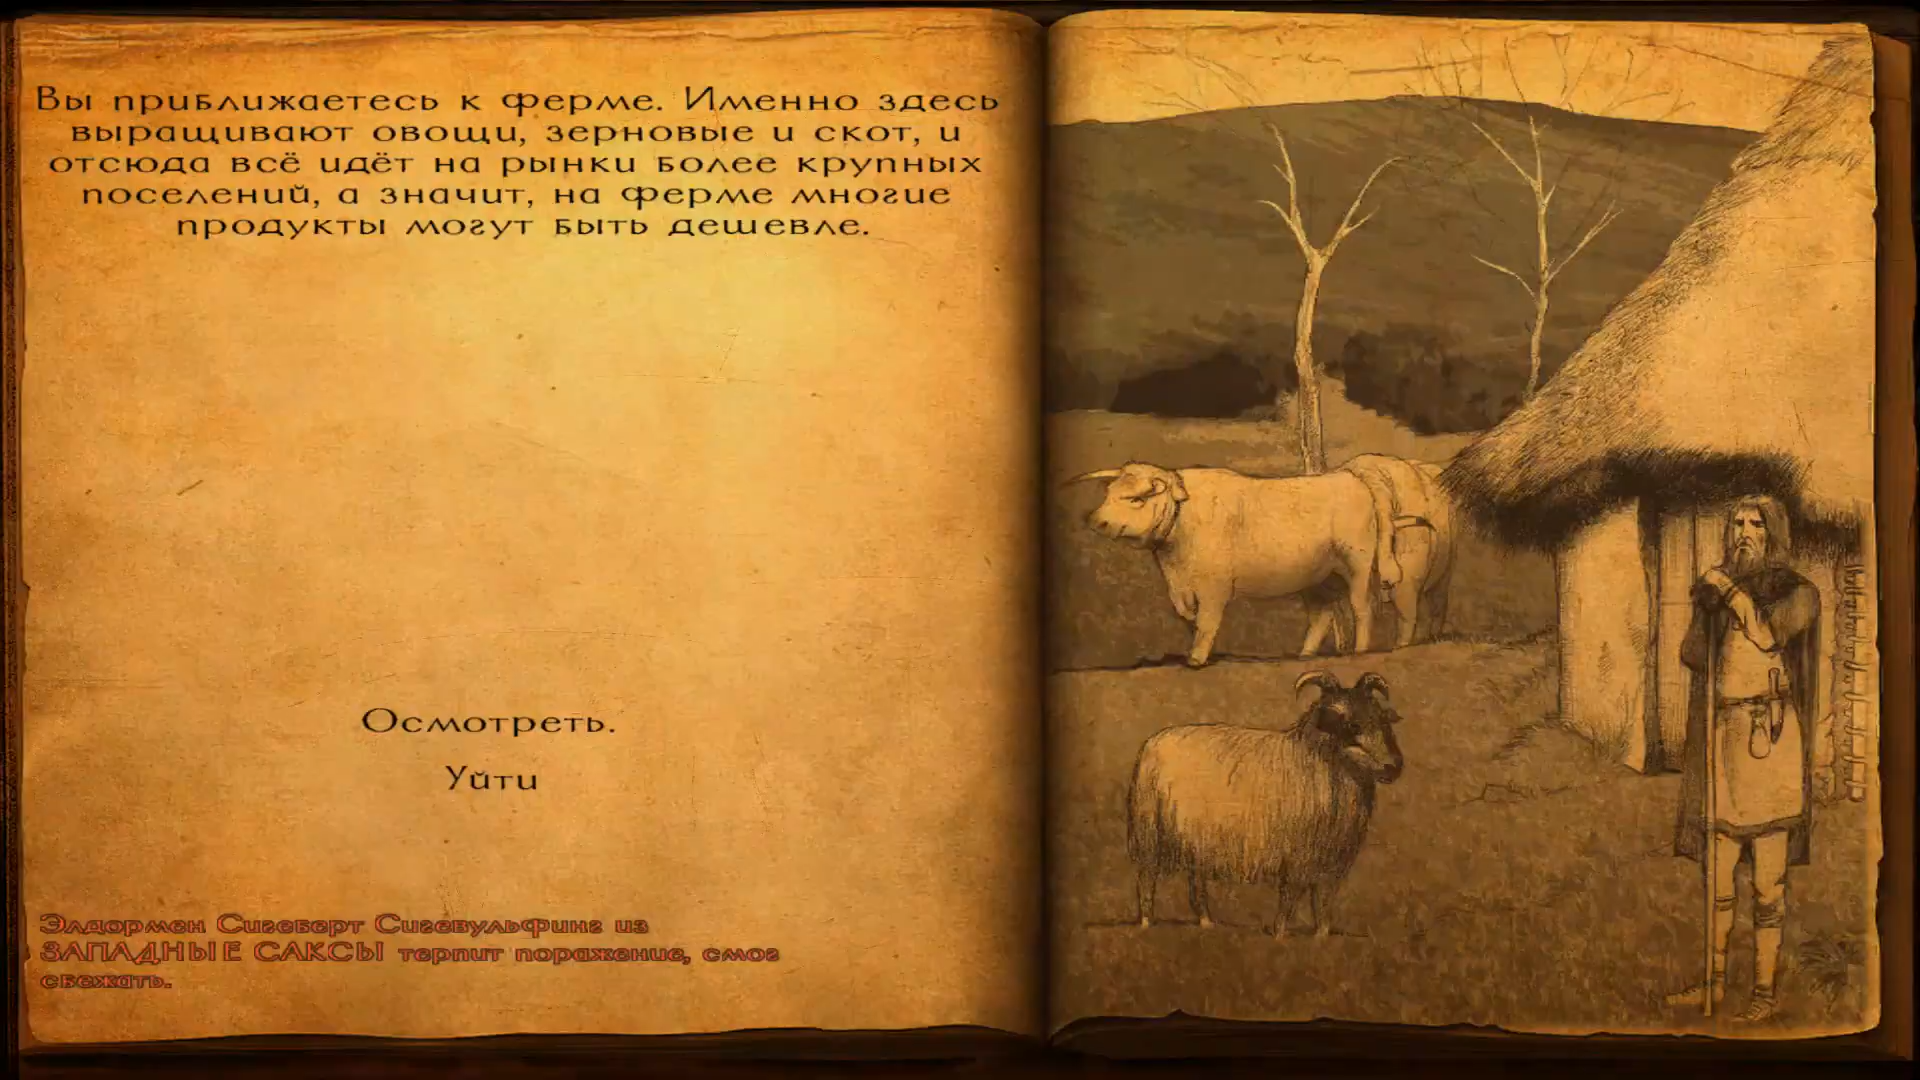 Вы приближаетесь к ферме. Именно здесь
выращивают овощи, зерновые и скот, и
отсюда всё идёт на рынки более крупных
поселений, а значит, на ферме многие
продукты могут быть дешевле.
Осмотреть.
Уйти
Элдормен Сигеберт Сигевульфинг из
ЗАПАДНЫЕ САКСЫ терпит поражение, смог
сбежать.